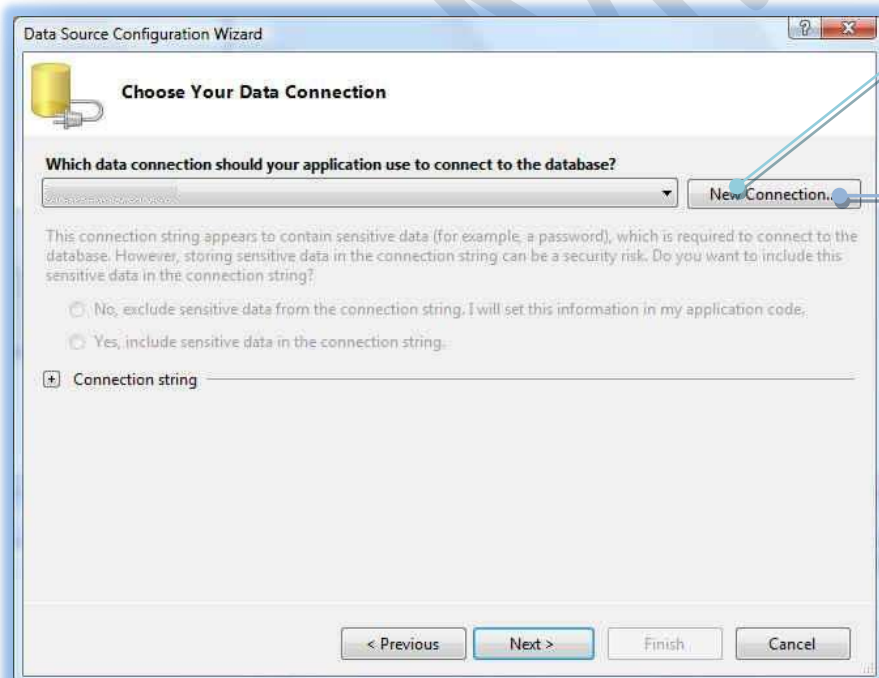 Data Source Configuration Wizard
Choose Your Data Connection
Which data connection should your application use to connect to the database?
New Connection...
This connection string appears to contain sensitive data (for example, a password), which is required to connect to the
database. However, storing sensitive data in the connection string can be a security risk. Do you want to include this
sensitive data in the connection string?
No, exclude sensitive data from the connection string. I will set this information in my application code.
Yes, include sensitive data in the connection string.
Connection string
< Previous
Next >
Finish
Cancel